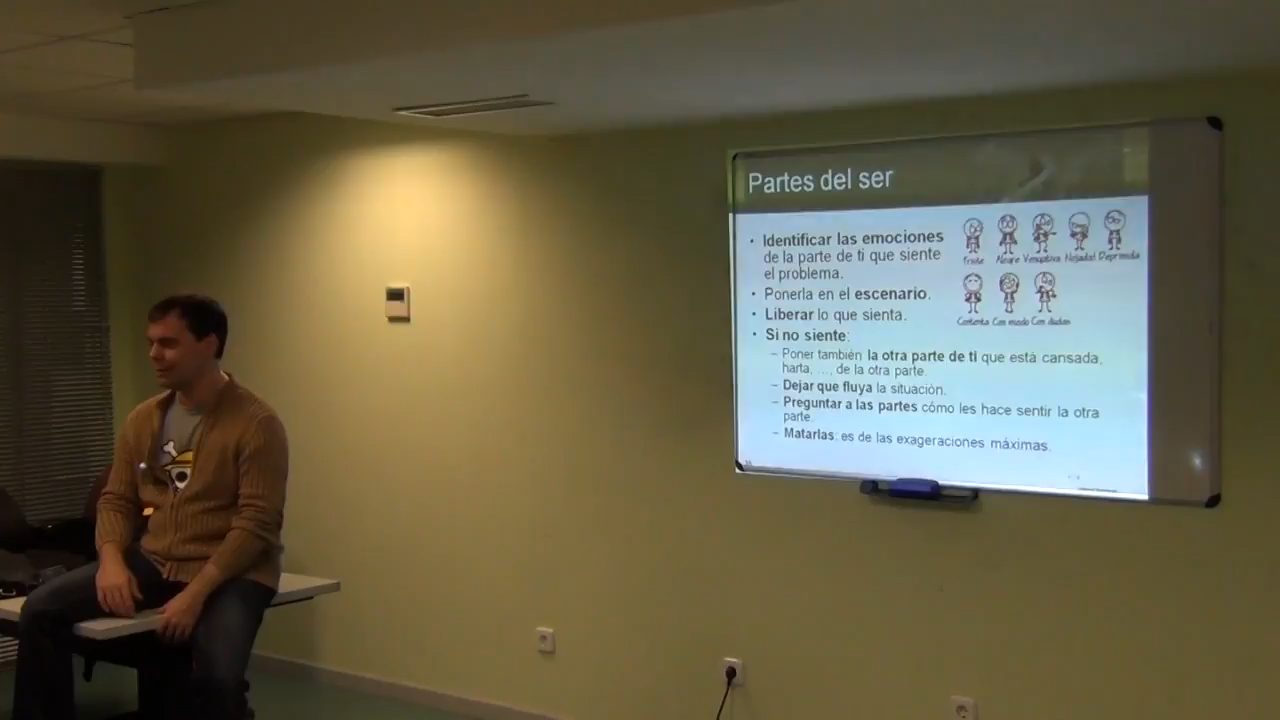 Partes del ser
• Identificar las emociones
de la parte de ti que siente
el problema.
• Ponerla en el escenario.
• Liberar lo que sienta.
• Si no siente:
– Poner también la otra parte de ti que está cansada,
harta, …, de la otra parte.
– Dejar que fluya la situación.
– Preguntar a las partes cómo les hace sentir la otra
parte.
– Matarlas: es de las exageraciones máximas.
Triste Alegre Vengativa Deprimida
Contenta Con miedo Con dudas